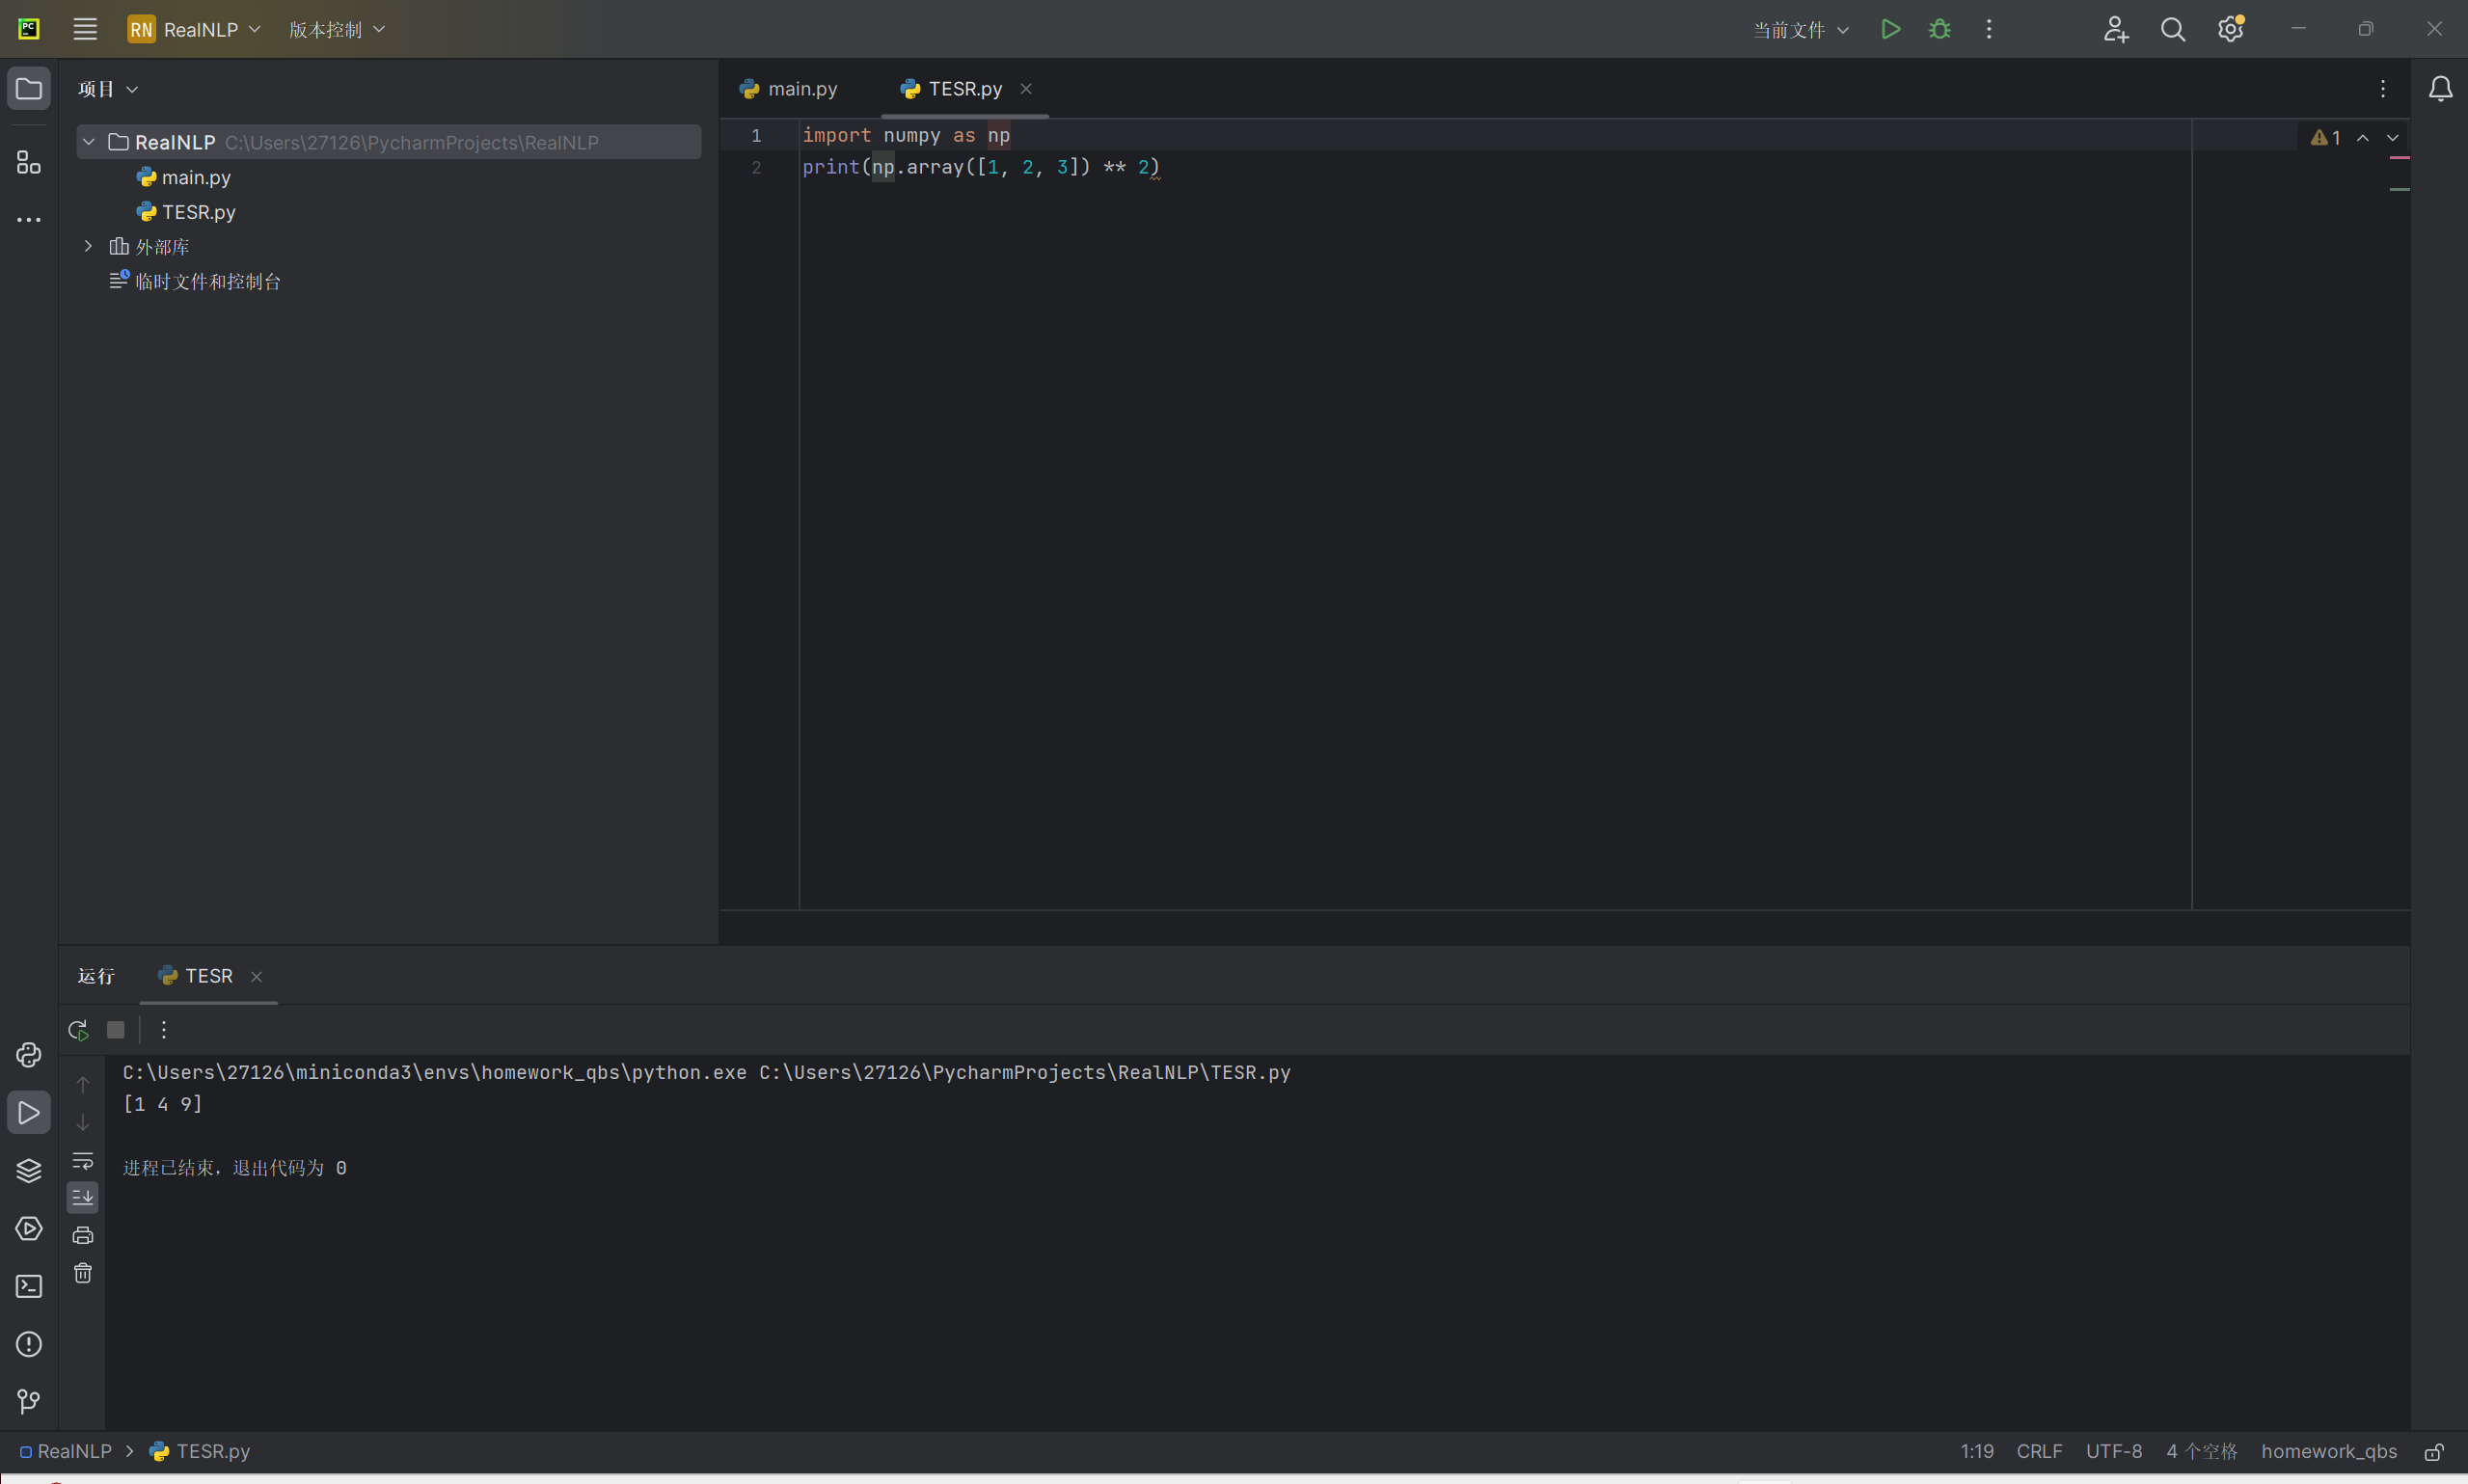 PC RN RealNLP 版本控制 当前文件
项目
RealNLP C:\Users\27126\PycharmProjects\RealNLP
main.py
TESR.py
外部库
临时文件和控制台
main.py TESR.py
1 import numpy as np
2 print(np.array([1, 2, 3]) ** 2)
1
运行 TESR
C:\Users\27126\miniconda3\envs\homework_qbs\python.exe C:\Users\27126\PycharmProjects\RealNLP\TESR.py
[1 4 9]
进程已结束，退出代码为 0
RealNLP TESR.py 1:19 CRLF UTF-8 4 个空格 homework_qbs